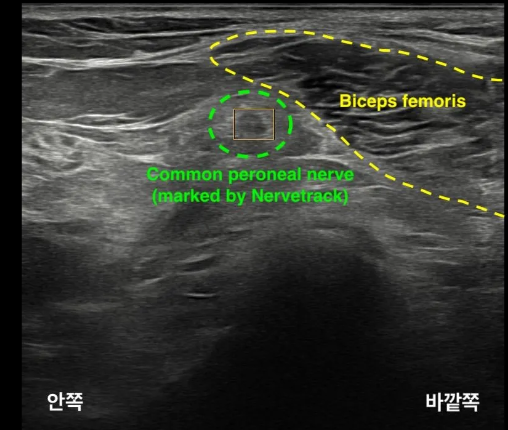 Biceps femoris
Common peroneal nerve
(marked by Nervetrack)
안쪽
바깥쪽